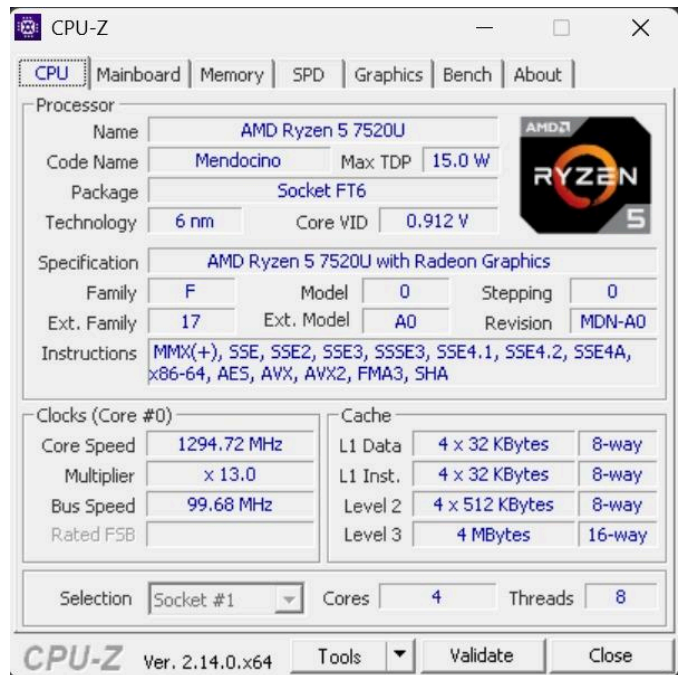 CPU-Z
CPU Mainboard Memory SPD Graphics Bench About
Processor
Name AMD Ryzen 5 7520U
Code Name Mendocino Max TDP 15.0 W
Package Socket FT6
Technology 6 nm Core VID 0.912 V
AMD
RYZEN
5
Specification AMD Ryzen 5 7520U with Radeon Graphics
Family F Model 0 Stepping 0
Ext. Family 17 Ext. Model A0 Revision MDN-A0
Instructions MMX(+), SSE, SSE2, SSE3, SSSE3, SSE4.1, SSE4.2, SSE4A,
x86-64, AES, AVX, AVX2, FMA3, SHA
Clocks (Core #0)
Core Speed 1294.72 MHz
Multiplier x 13.0
Bus Speed 99.68 MHz
Rated FSB
Cache
L1 Data 4 x 32 KBytes 8-way
L1 Inst. 4 x 32 KBytes 8-way
Level 2 4 x 512 KBytes 8-way
Level 3 4 MBytes 16-way
Selection Socket #1 Cores 4 Threads 8
CPU-Z Ver. 2.14.0.x64 Tools Validate Close